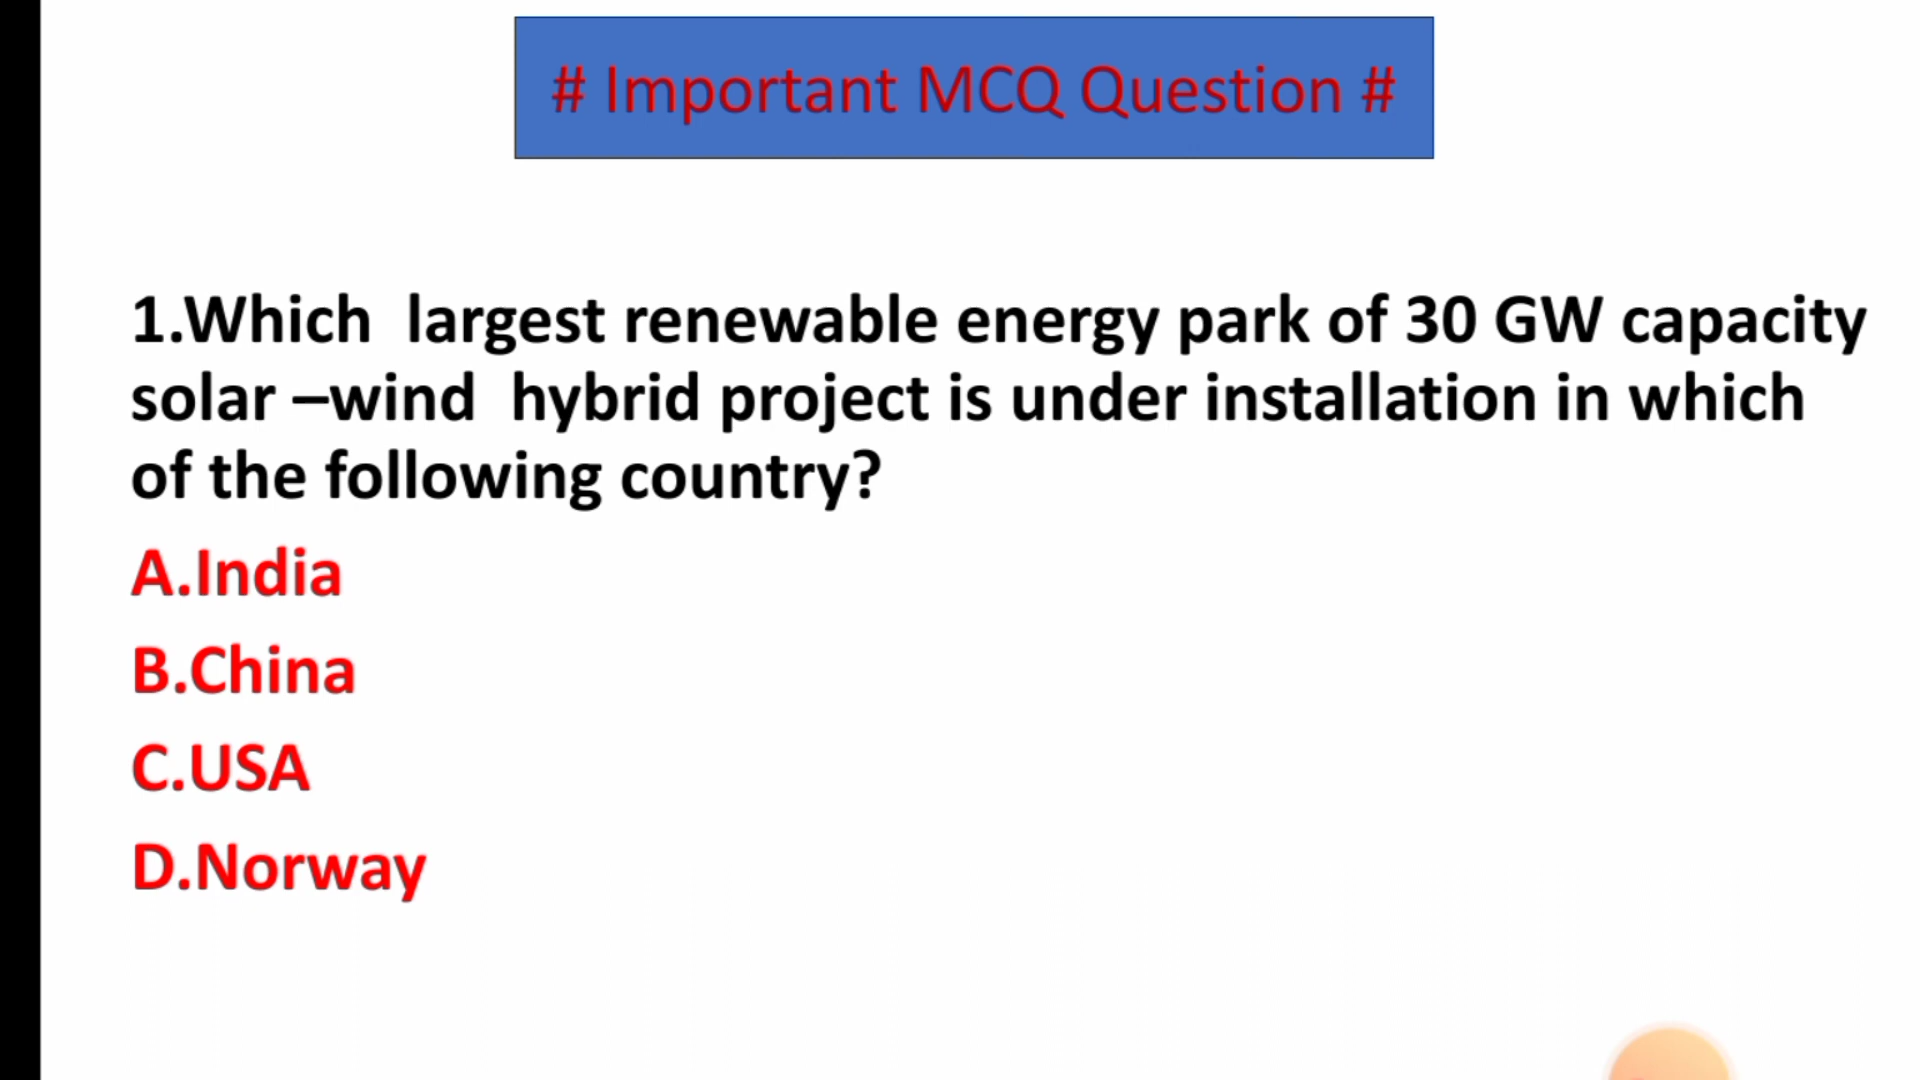 # Important MCQ Question #
1.Which largest renewable energy park of 30 GW capacity
solar –wind hybrid project is under installation in which
of the following country?
A.India
B.China
C.USA
D.Norway